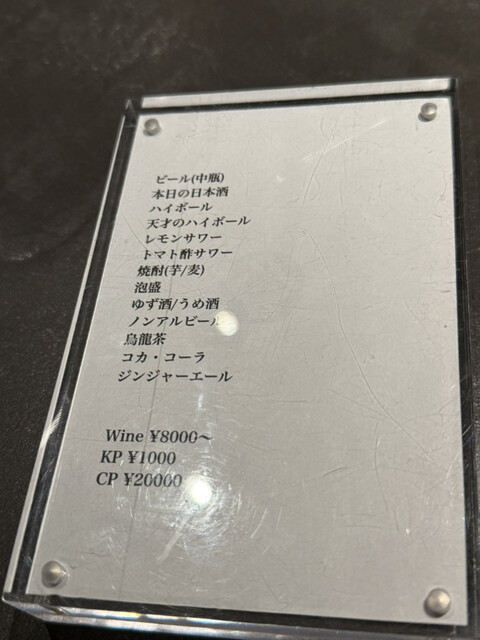 ビール(中瓶)
本日の日本酒
ハイボール
天才のハイボール
レモンサワー
トマト酢サワー
焼酎(芋/麦)
泡盛
ゆず酒/うめ酒
ノンアルビール
烏龍茶
コカ・コーラ
ジンジャーエール
Wine ¥8000〜
KP ¥1000
CP ¥20000